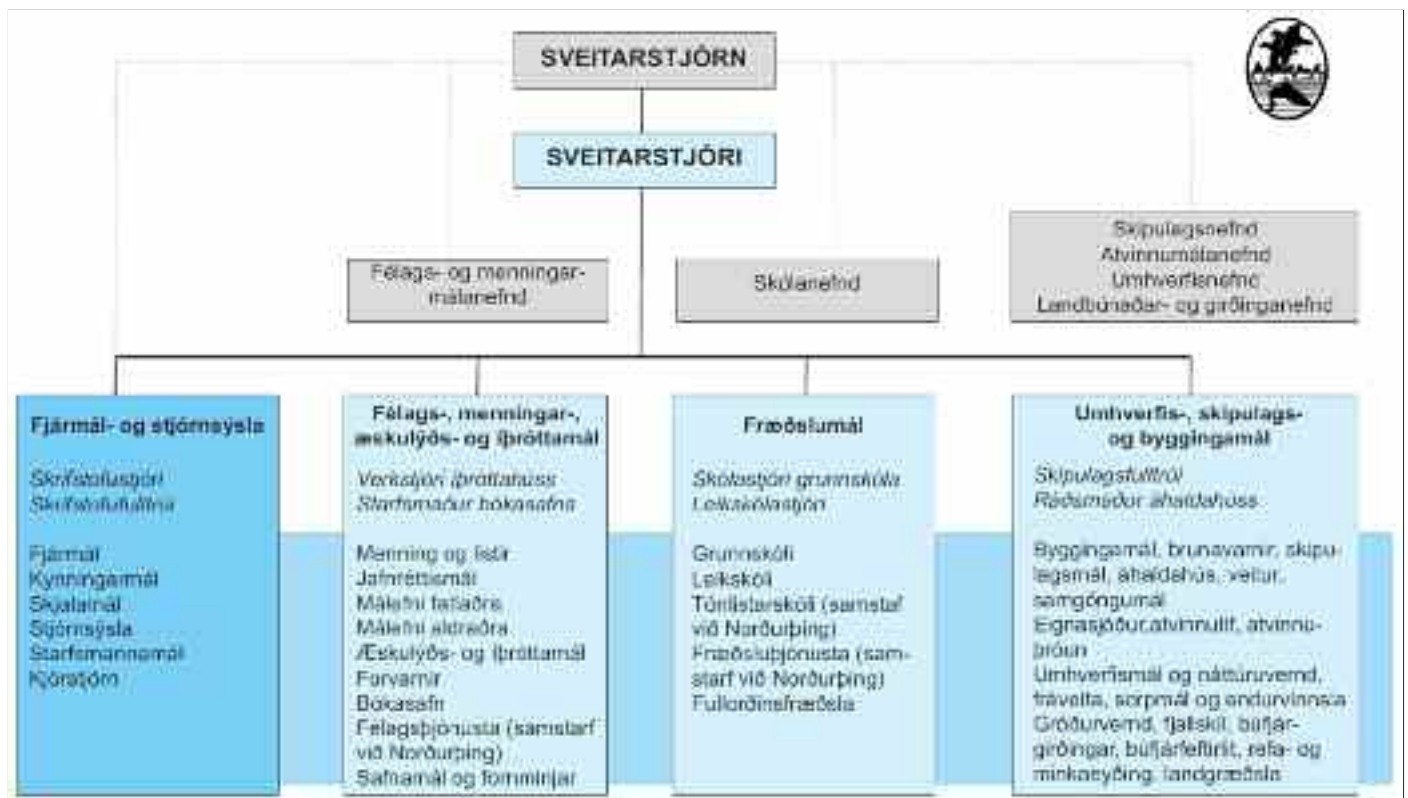 SVEITARSTJÓRN
SVEITARSTJÓRI
Félags- og menningar-
málanefnd
Skólanefnd
Skipulagsnefnd
Atvinnumálanefnd
Umhverfisnefnd
Landbúnaðar- og girðinganefnd
Fjármál- og stjórnsýsla
Skrifstofustjóri
Skrifstofufulltrúi
Fjármál
Kynningarmál
Skjalamál
Stjórnsýsla
Starfsmannamál
Kjörstjórn
Félags-, menningar-,
æskulýðs- og íþróttamál
Verkstjóri íþróttahúss
Starfsmaður bókasafns
Menning og listir
Jafnréttismál
Málefni fatlaðra
Málefni aldraðra
Æskulýðs- og íþróttamál
Forvarnir
Bókasafn
Félagsþjónusta (samstarf
við Norðurþing)
Safnamál og fornminjar
Fræðslumál
Skólastjóri grunnskóla
Leikskólastjóri
Grunnskóli
Leikskóli
Tónlistarskóli (samstarf
við Norðurþing)
Fræðsluþjónusta (sam-
starf við Norðurþing)
Fullorðinsfræðsla
Umhverfis-, skipulags-
og byggingamál
Skipulagsfulltrúi
Ráðsmaður áhaldahúss
Byggingamál, brunavarnir, skipu-
lagsmál, áhaldahús, veitur,
samgöngumál
Eignasjóður,atvinnulíf, atvinnu-
þróun
Umhverfismál og náttúruvernd,
fráveita, sorpmál og endurvinnsla
Gróðurvernd, fjallskil, búfjár-
girðingar, búfjáreftirlit, refa- og
minkaeyðing, landgræðsla